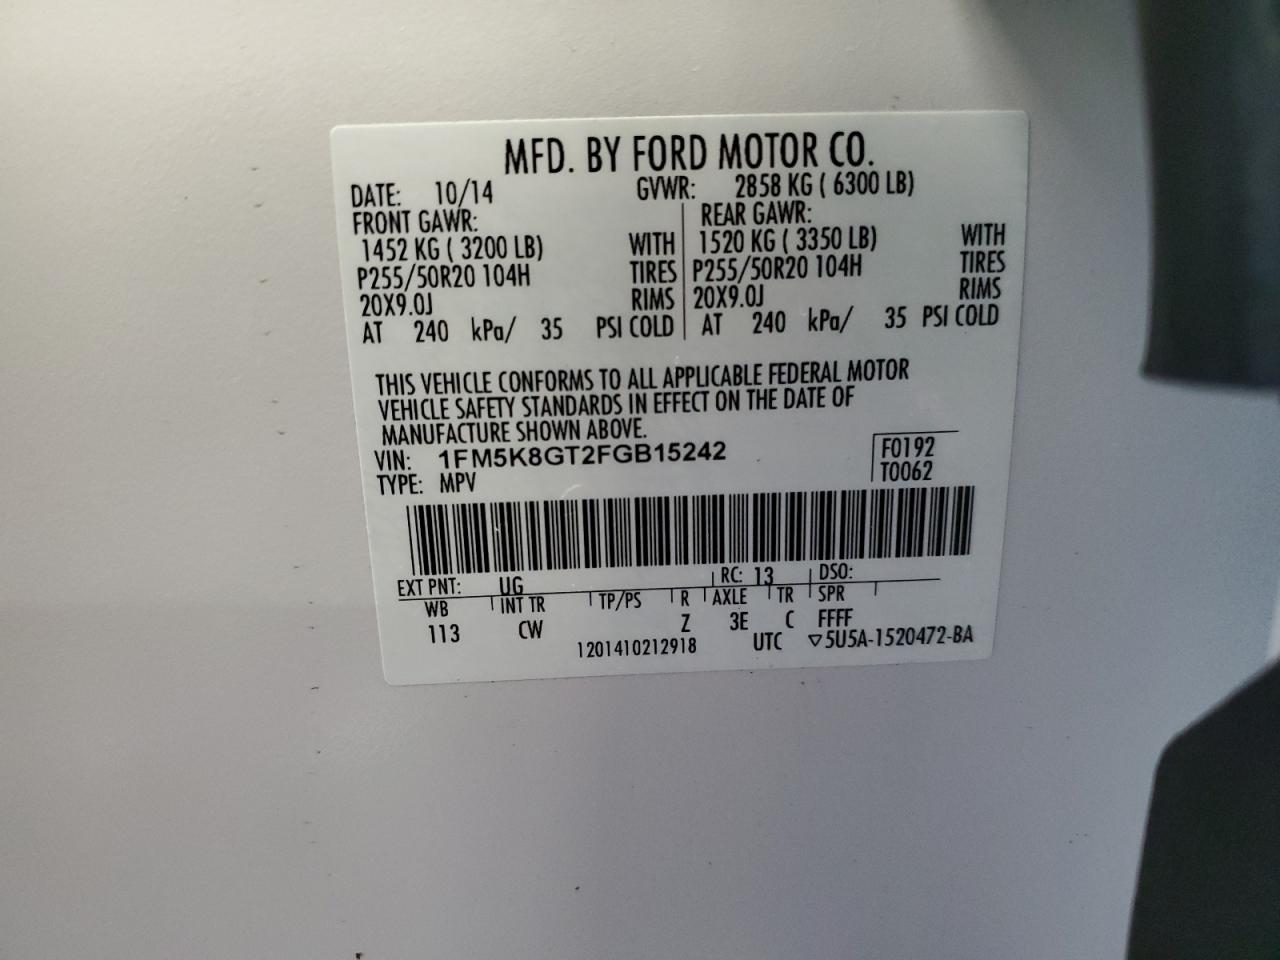 MFD. BY FORD MOTOR CO.
DATE: 10/14 GVWR: 2858 KG ( 6300 LB)
FRONT GAWR: REAR GAWR:
1452 KG ( 3200 LB) WITH 1520 KG ( 3350 LB) WITH
P255/50R20 104H TIRES P255/50R20 104H TIRES
20X9.0J RIMS 20X9.0J RIMS
AT 240 kPa/ 35 PSI COLD AT 240 kPa/ 35 PSI COLD
THIS VEHICLE CONFORMS TO ALL APPLICABLE FEDERAL MOTOR
VEHICLE SAFETY STANDARDS IN EFFECT ON THE DATE OF
MANUFACTURE SHOWN ABOVE.
VIN: 1FM5K8GT2FGB15242 F0192
TYPE: MPV T0062
EXT PNT: UG RC: 13 DSO:
WB INT TR TP/PS R AXLE TR SPR
113 CW Z 3E C FFFF
1201410212918 UTC ▽5U5A-1520472-BA